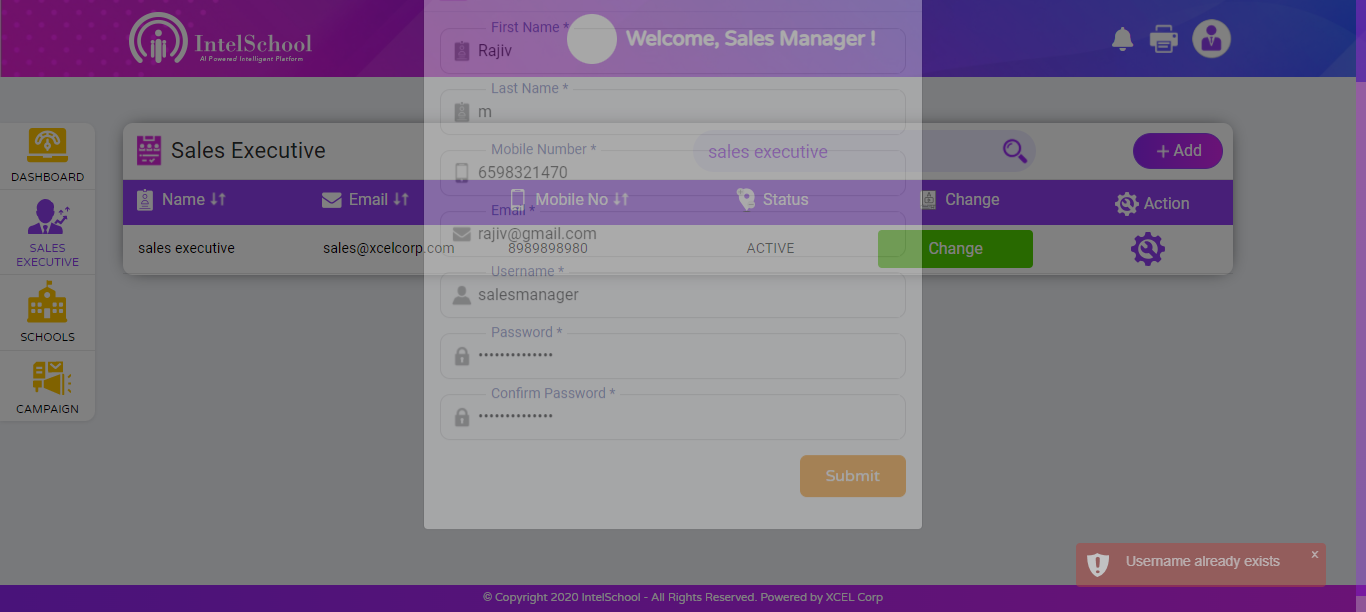 IntelSchool
AI Powered Intelligent Platform
Welcome, Sales Manager !
First Name *
Rajiv
Last Name *
m
Mobile Number *
6598321470
Email *
rajiv@gmail.com
Username *
salesmanager
Password *
••••••••••••••
Confirm Password *
••••••••••••••
Submit
DASHBOARD
SALES
EXECUTIVE
SCHOOLS
CAMPAIGN
Sales Executive
sales executive
+ Add
Name Email Mobile No Status Change Action
sales executive sales@xcelcorp.com 8989898980 ACTIVE Change
Username already exists
x
© Copyright 2020 IntelSchool - All Rights Reserved. Powered by XCEL Corp